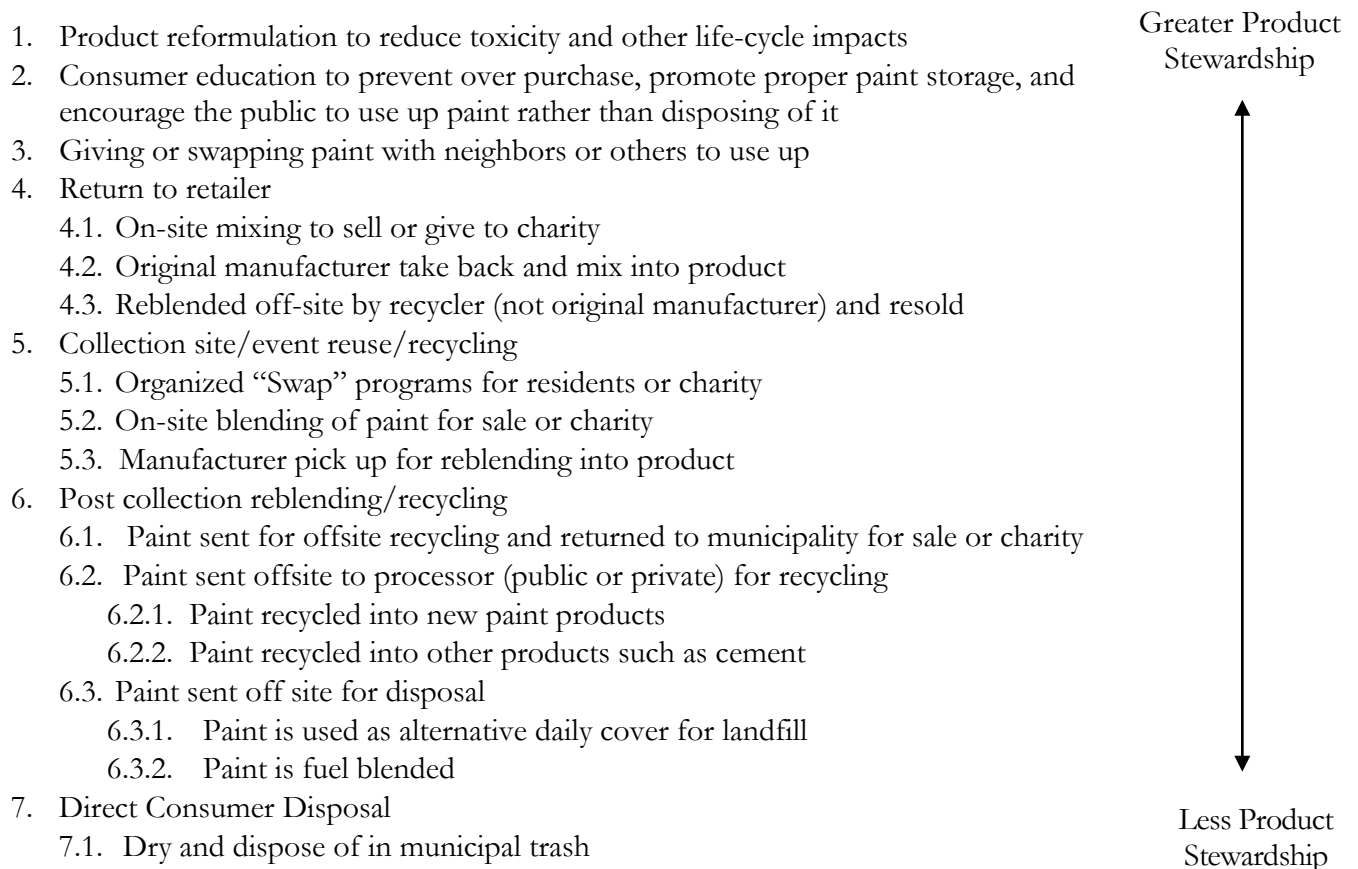 1. Product reformulation to reduce toxicity and other life-cycle impacts
2. Consumer education to prevent over purchase, promote proper paint storage, and
encourage the public to use up paint rather than disposing of it
3. Giving or swapping paint with neighbors or others to use up
4. Return to retailer
4.1. On-site mixing to sell or give to charity
4.2. Original manufacturer take back and mix into product
4.3. Reblended off-site by recycler (not original manufacturer) and resold
5. Collection site/event reuse/recycling
5.1. Organized “Swap” programs for residents or charity
5.2. On-site blending of paint for sale or charity
5.3. Manufacturer pick up for reblending into product
6. Post collection reblending/recycling
6.1. Paint sent for offsite recycling and returned to municipality for sale or charity
6.2. Paint sent offsite to processor (public or private) for recycling
6.2.1. Paint recycled into new paint products
6.2.2. Paint recycled into other products such as cement
6.3. Paint sent off site for disposal
6.3.1. Paint is used as alternative daily cover for landfill
6.3.2. Paint is fuel blended
7. Direct Consumer Disposal
7.1. Dry and dispose of in municipal trash
Greater Product
Stewardship
Less Product
Stewardship